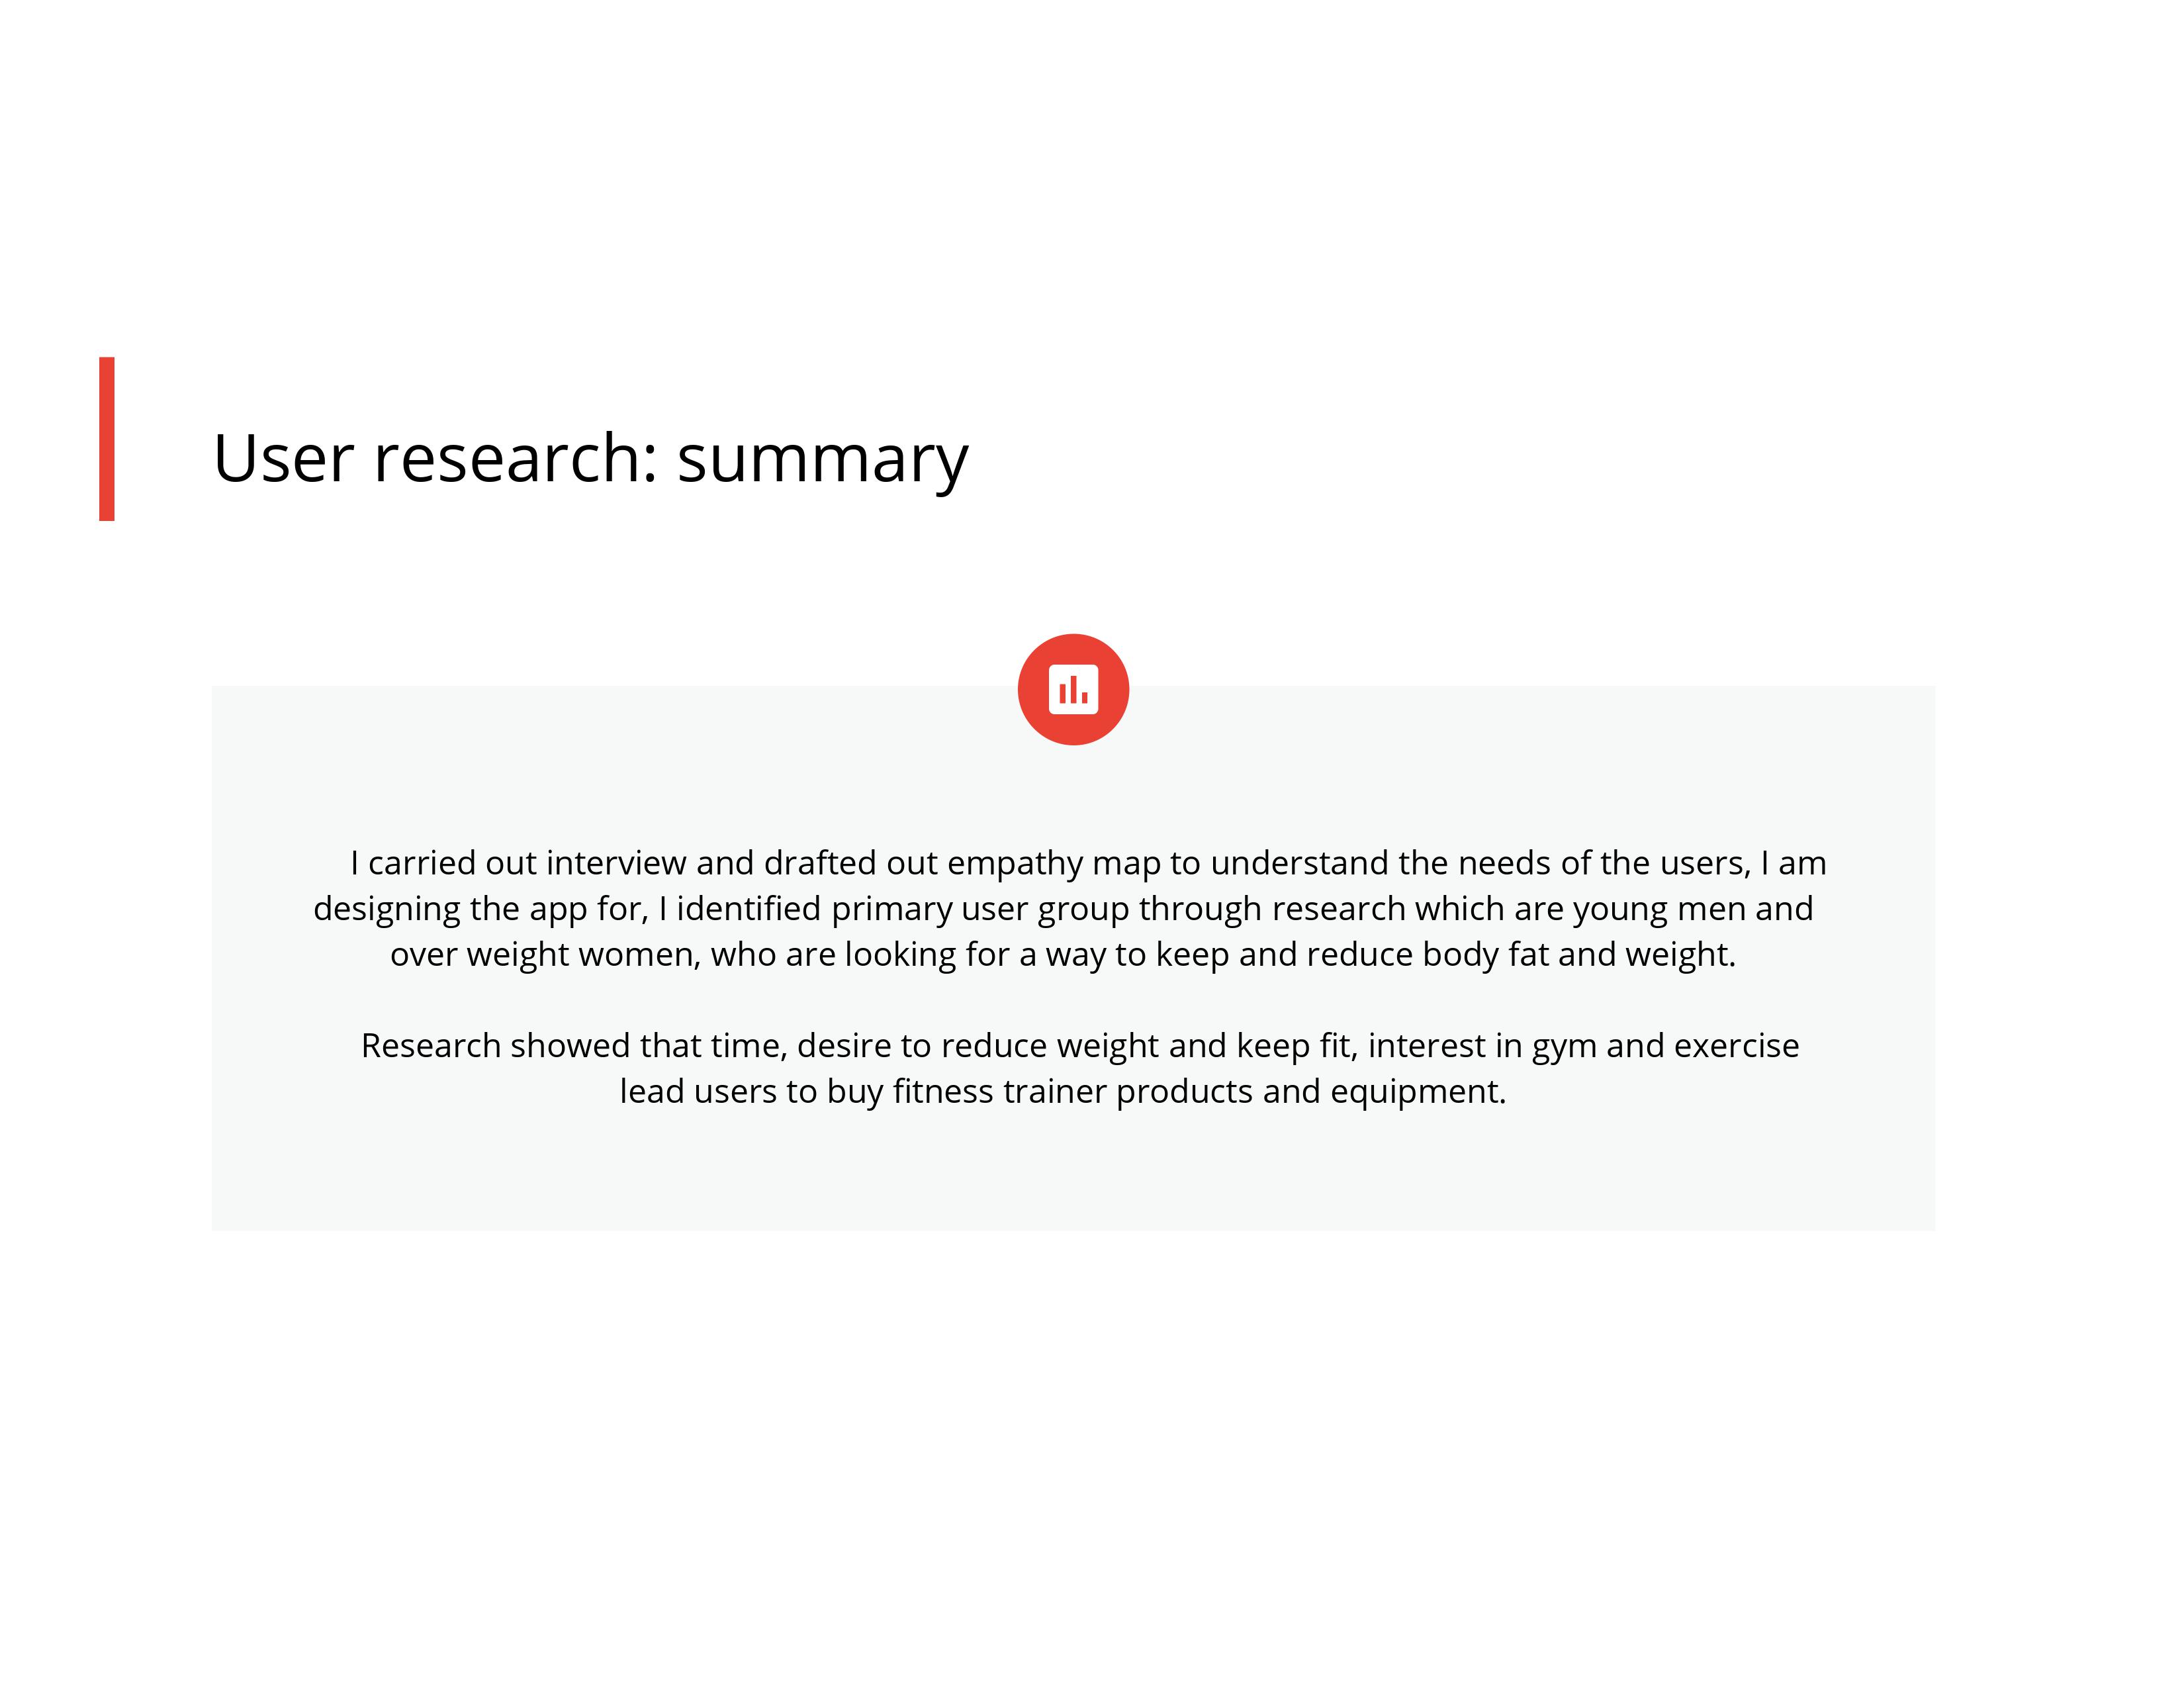 User research: summary
I carried out interview and drafted out empathy map to understand the needs of the users, I am
designing the app for, I identified primary user group through research which are young men and
over weight women, who are looking for a way to keep and reduce body fat and weight.
Research showed that time, desire to reduce weight and keep fit, interest in gym and exercise
lead users to buy fitness trainer products and equipment.